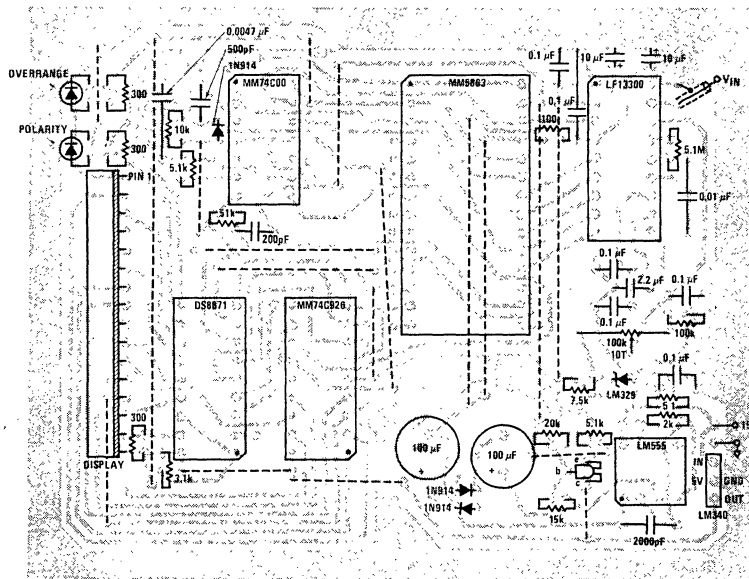 0.0047 µF
500pF
1N914
OVERRANGE
300
POLARITY
300
PIN 1
10k
5.1k
MM74C00
51k
200pF
MM5863
0.1 µF
10 µF
10 µF
LF13300
VIN
0.1 µF
100
5.1M
0.01 µF
0.1 µF
2.2 µF
0.1 µF
0.1 µF
100k
100k
10T
0.1 µF
LM329
7.5k
5.1
2k
DS8871
MM74C926
300
DISPLAY
100 µF
100 µF
20k
5.1k
LM555
15
IN
5V
GND
OUT
LM340
b
1N914
1N914
15k
2000pF